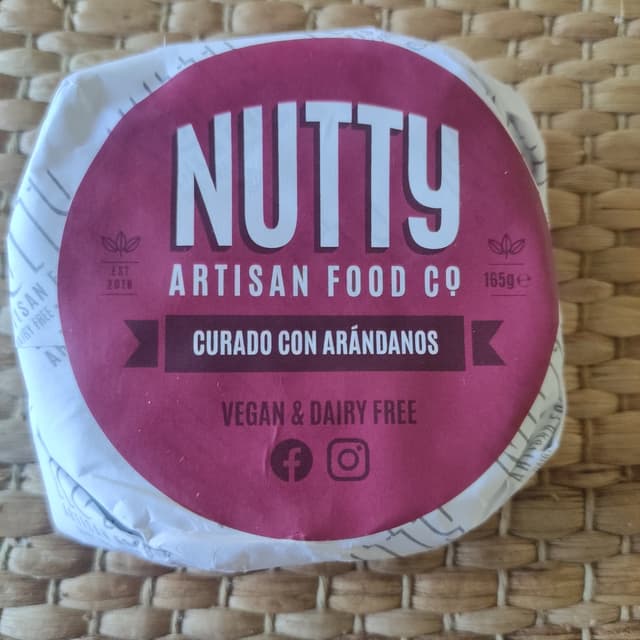 NUTTY
ARTISAN FOOD Cº
EST
2018
165g℮
CURADO CON ARÁNDANOS
VEGAN & DAIRY FREE